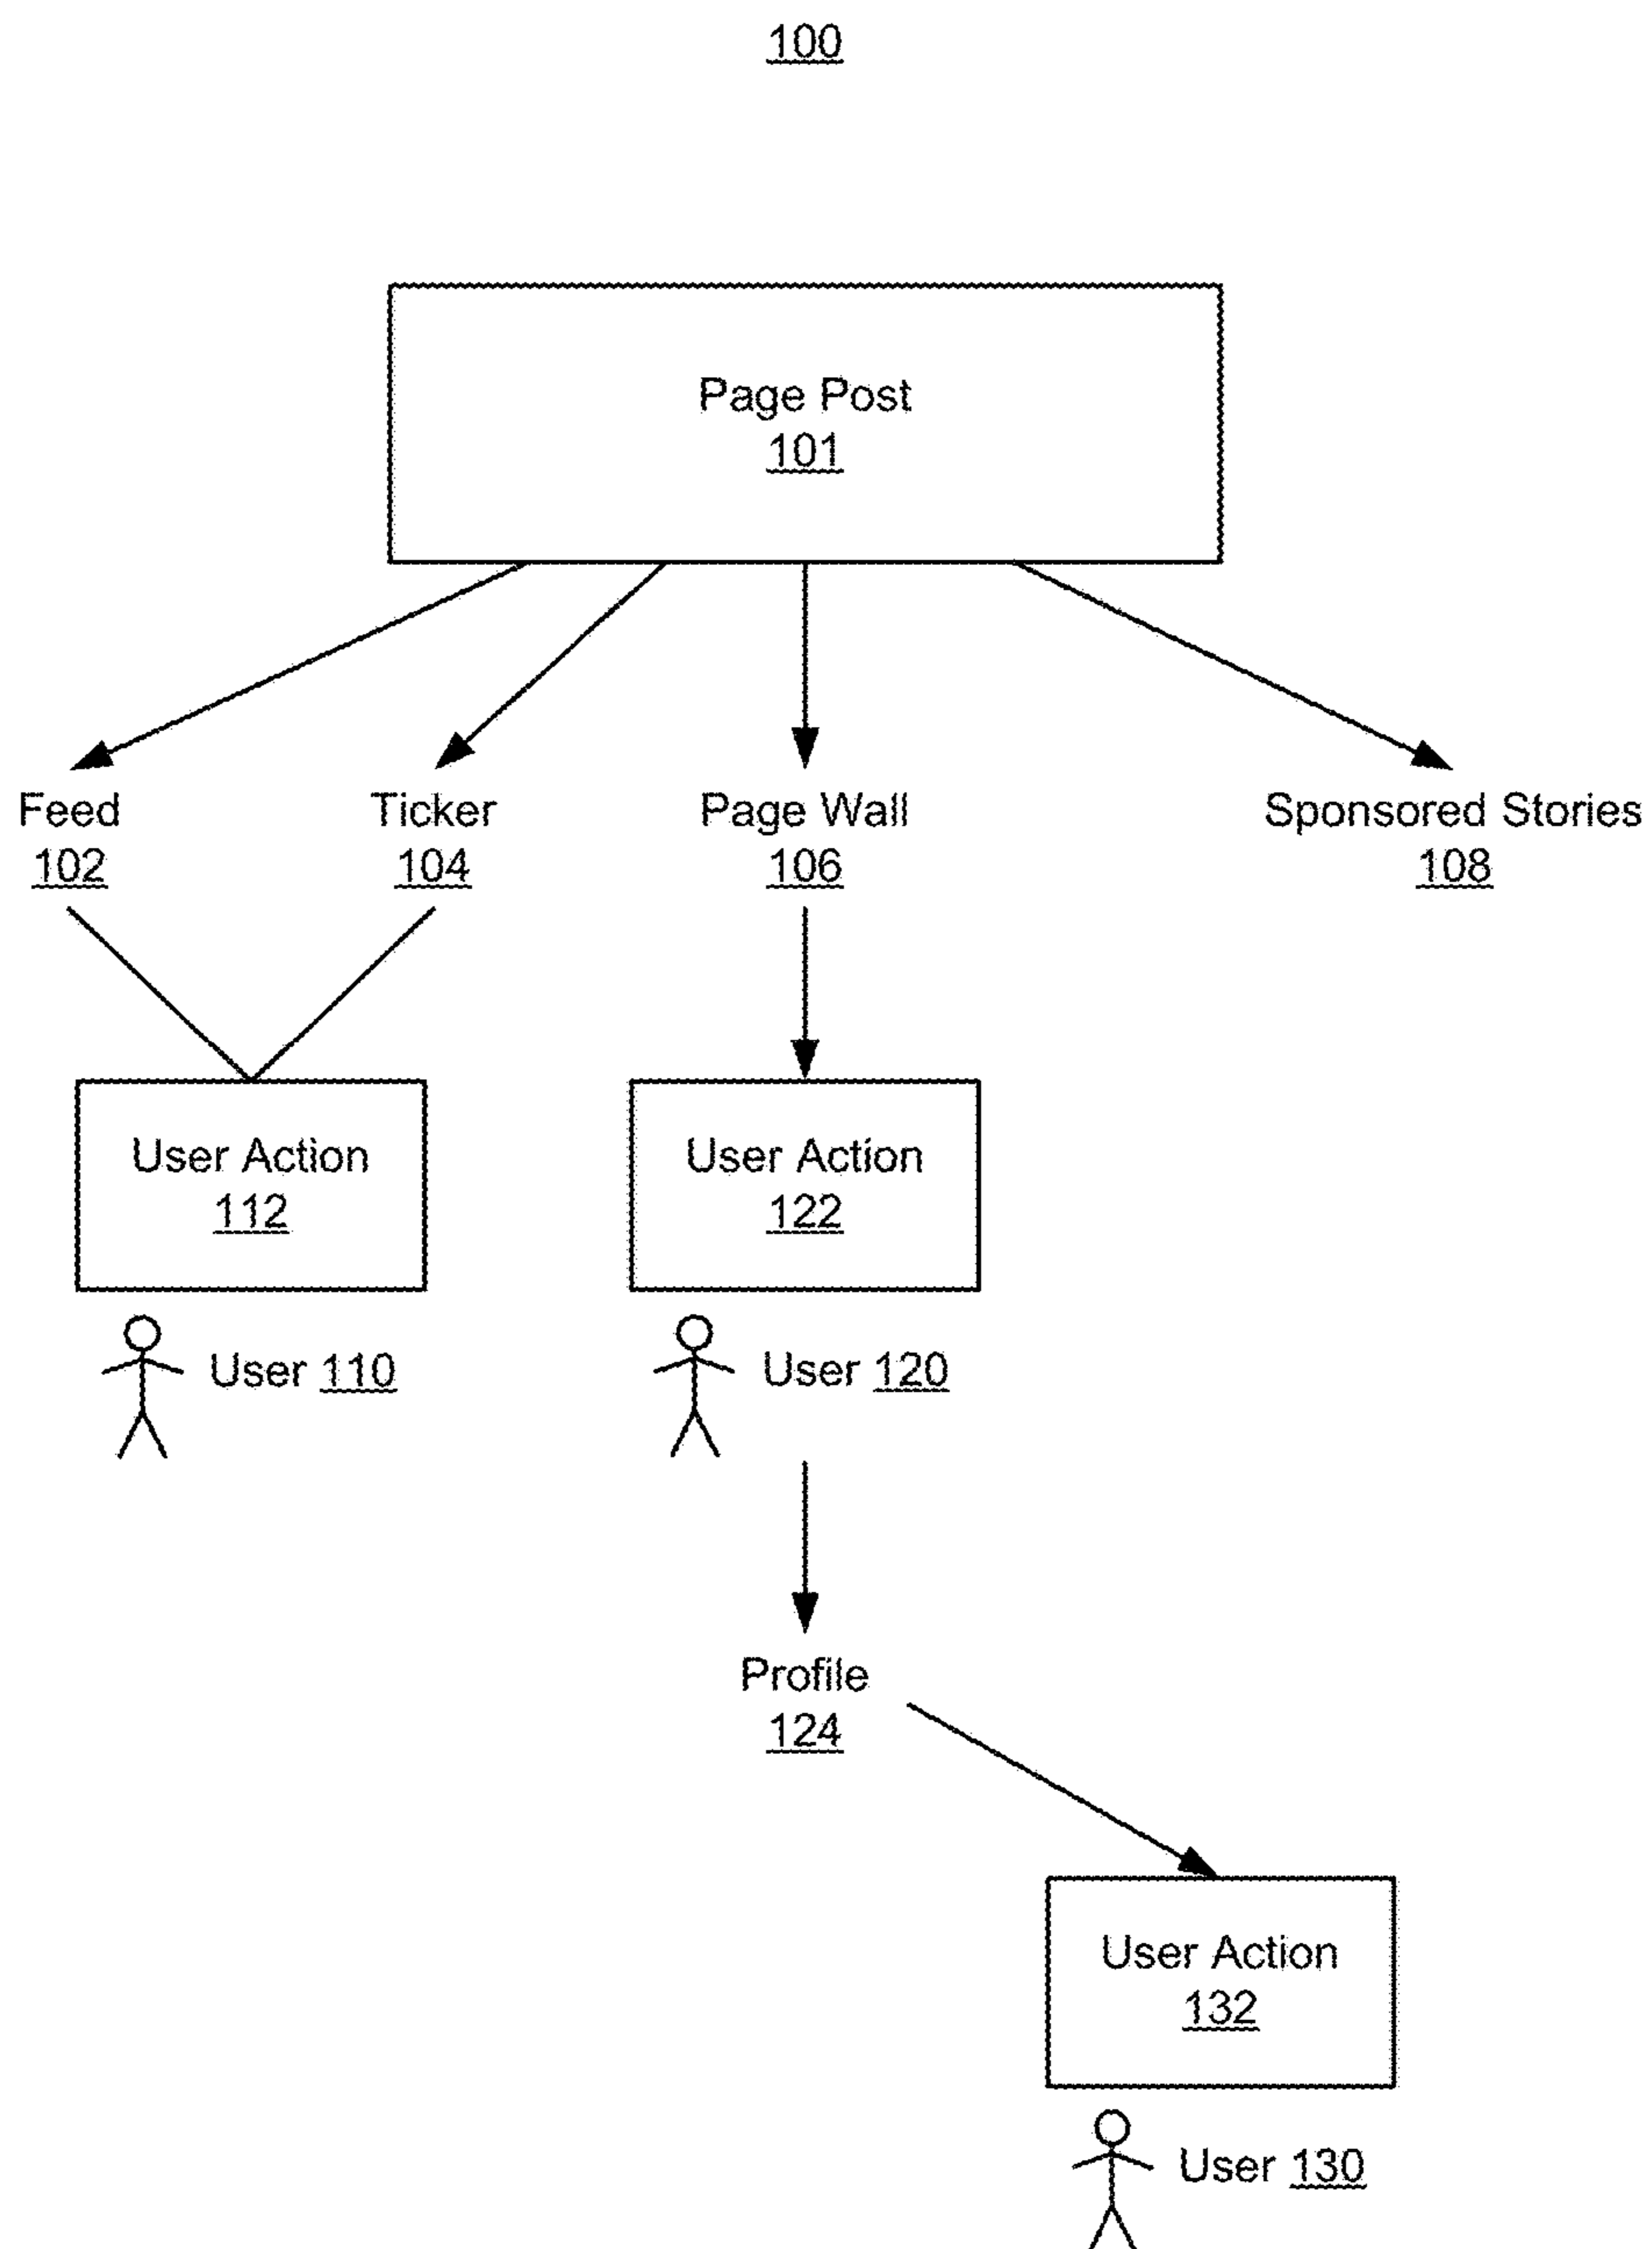 100
Page Post
101
Feed
102
Ticker
104
Page Wall
106
Sponsored Stories
108
User Action
112
User Action
122
User 110
User 120
Profile
124
User Action
132
User 130